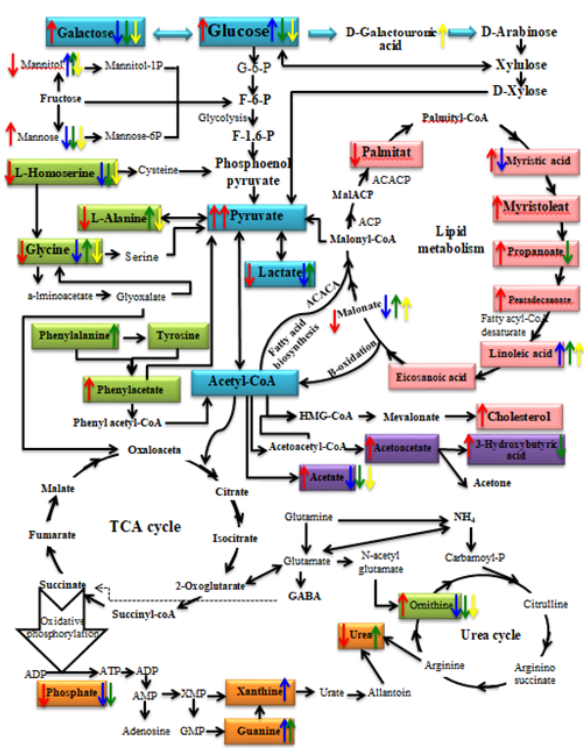 Galactose
Glucose
D-Galactouronic
acid
D-Arabinose
Mannitol
Mannitol-1P
G-6-P
Xylulose
Fructose
F-6-P
D-Xylose
Glycolysis
Mannose
Mannose-6P
F-1,6-P
Palmityl-CoA
Phosphoenol
pyruvate
Palmitat
Myristic acid
L-Homoserine
Cysteine
ACACP
MalACP
Myristoleat
L-Alanine
Pyruvate
ACP
Malonyl-CoA
Lipid
metabolism
Propanoate
Glycine
Serine
Lactate
a-Iminoacetate
Glyoxalate
ACACA
Malonate
Pentadecanoate
Fatty acyl-CoA
desaturate
Phenylalanine
Tyrosine
Fatty acid
biosynthesis
B-oxidation
Linoleic acid
Phenylacetate
Acetyl-CoA
Eicosanoic acid
Phenyl acetyl-CoA
HMG-CoA
Mevalonate
Cholesterol
Oxaloaceta
Acetoacetyl-CoA
Acetoacetate
3-Hydroxybutyric
acid
Acetate
Acetone
Malate
Citrate
TCA cycle
Glutamine
NH4
Fumarate
Isocitrate
Glutamate
N-acetyl
glutamate
Carbamoyl-P
Succinate
2-Oxoglutarate
GABA
Succinyl-coA
Ornithine
Citrulline
Oxidative
phosphorylation
Urea
Urea cycle
ADP
ATP
ADP
Arginine
Arginino
succinate
Phosphate
AMP
XMP
Xanthine
Urate
Allantoin
Adenosine
GMP
Guanine